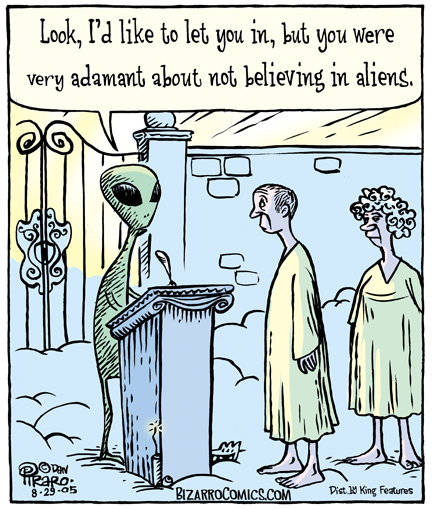 Look, I'd like to let you in, but you were
very adamant about not believing in aliens.
© DAN
PIRARO.
8-29-05
BIZARROCOMICS.COM
Dist. by King Features